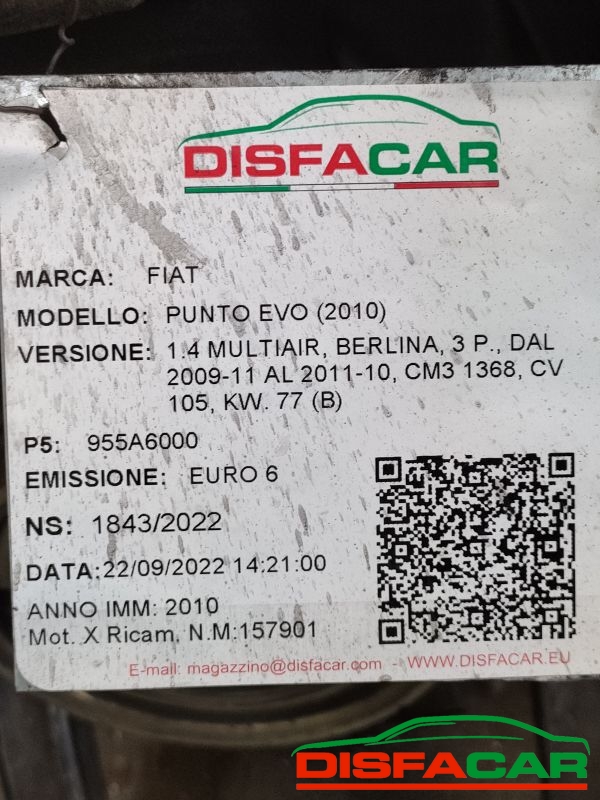 DISFACAR
MARCA: FIAT
MODELLO: PUNTO EVO (2010)
VERSIONE: 1.4 MULTIAIR, BERLINA, 3 P., DAL
2009-11 AL 2011-10, CM3 1368, CV
105, KW. 77 (B)
P5: 955A6000
EMISSIONE: EURO 6
NS: 1843/2022
DATA:22/09/2022 14:21:00
ANNO IMM: 2010
Mot. X Ricam. N.M:157901
E-mail: magazzino@disfacar.com - WWW.DISFACAR.EU
DISFACAR